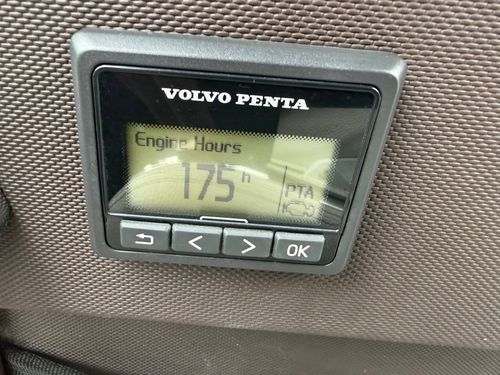 VOLVO PENTA
Engine Hours
175 h
PTA
< > OK